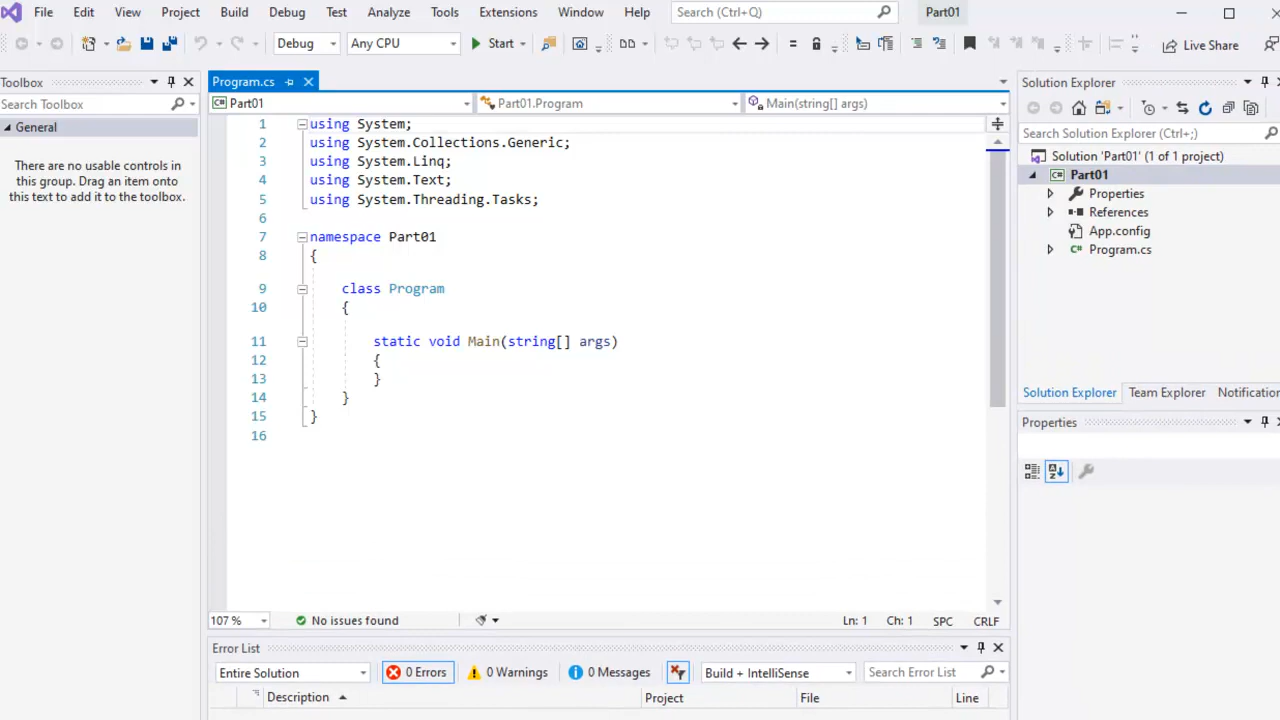 File Edit View Project Build Debug Test Analyze Tools Extensions Window Help Search (Ctrl+Q) Part01
Debug Any CPU Start Live Share
Toolbox
Search Toolbox
General
There are no usable controls in
this group. Drag an item onto
this text to add it to the toolbox.
Program.cs
Part01 Part01.Program Main(string[] args)
1 using System;
2 using System.Collections.Generic;
3 using System.Linq;
4 using System.Text;
5 using System.Threading.Tasks;
6
7 namespace Part01
8 {
9 class Program
10 {
11 static void Main(string[] args)
12 {
13 }
14 }
15 }
16
107 % No issues found Ln: 1 Ch: 1 SPC CRLF
Error List
Entire Solution 0 Errors 0 Warnings 0 Messages Build + IntelliSense Search Error List
Description Project File Line
Solution Explorer
Search Solution Explorer (Ctrl+;)
Solution 'Part01' (1 of 1 project)
C# Part01
Properties
References
App.config
C# Program.cs
Solution Explorer Team Explorer Notification
Properties